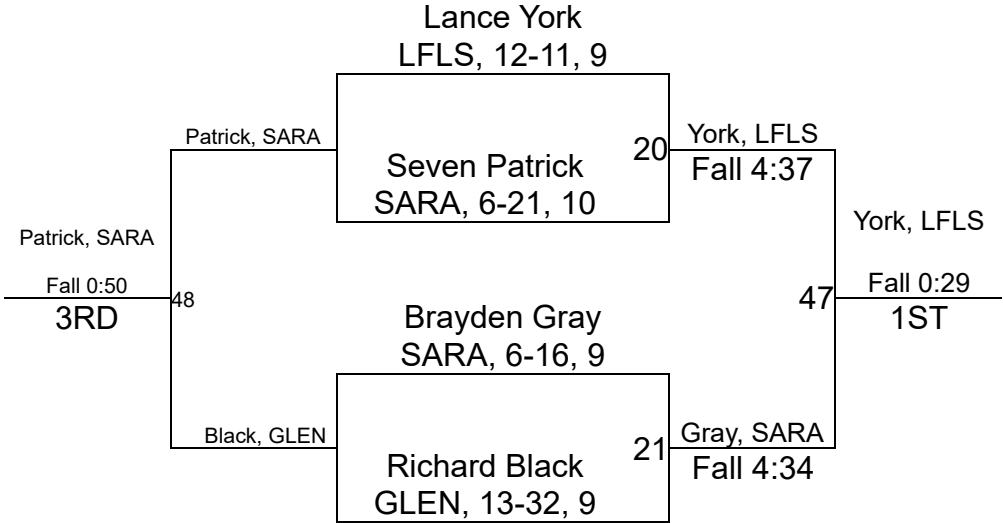 Lance York
LFLS, 12-11, 9
Patrick, SARA
20
York, LFLS
Seven Patrick
Fall 4:37
SARA, 6-21, 10
York, LFLS
Patrick, SARA
Fall 0:50
Fall 0:29
48
47
3RD
1ST
Brayden Gray
SARA, 6-16, 9
Black, GLEN
21
Gray, SARA
Richard Black
Fall 4:34
GLEN, 13-32, 9